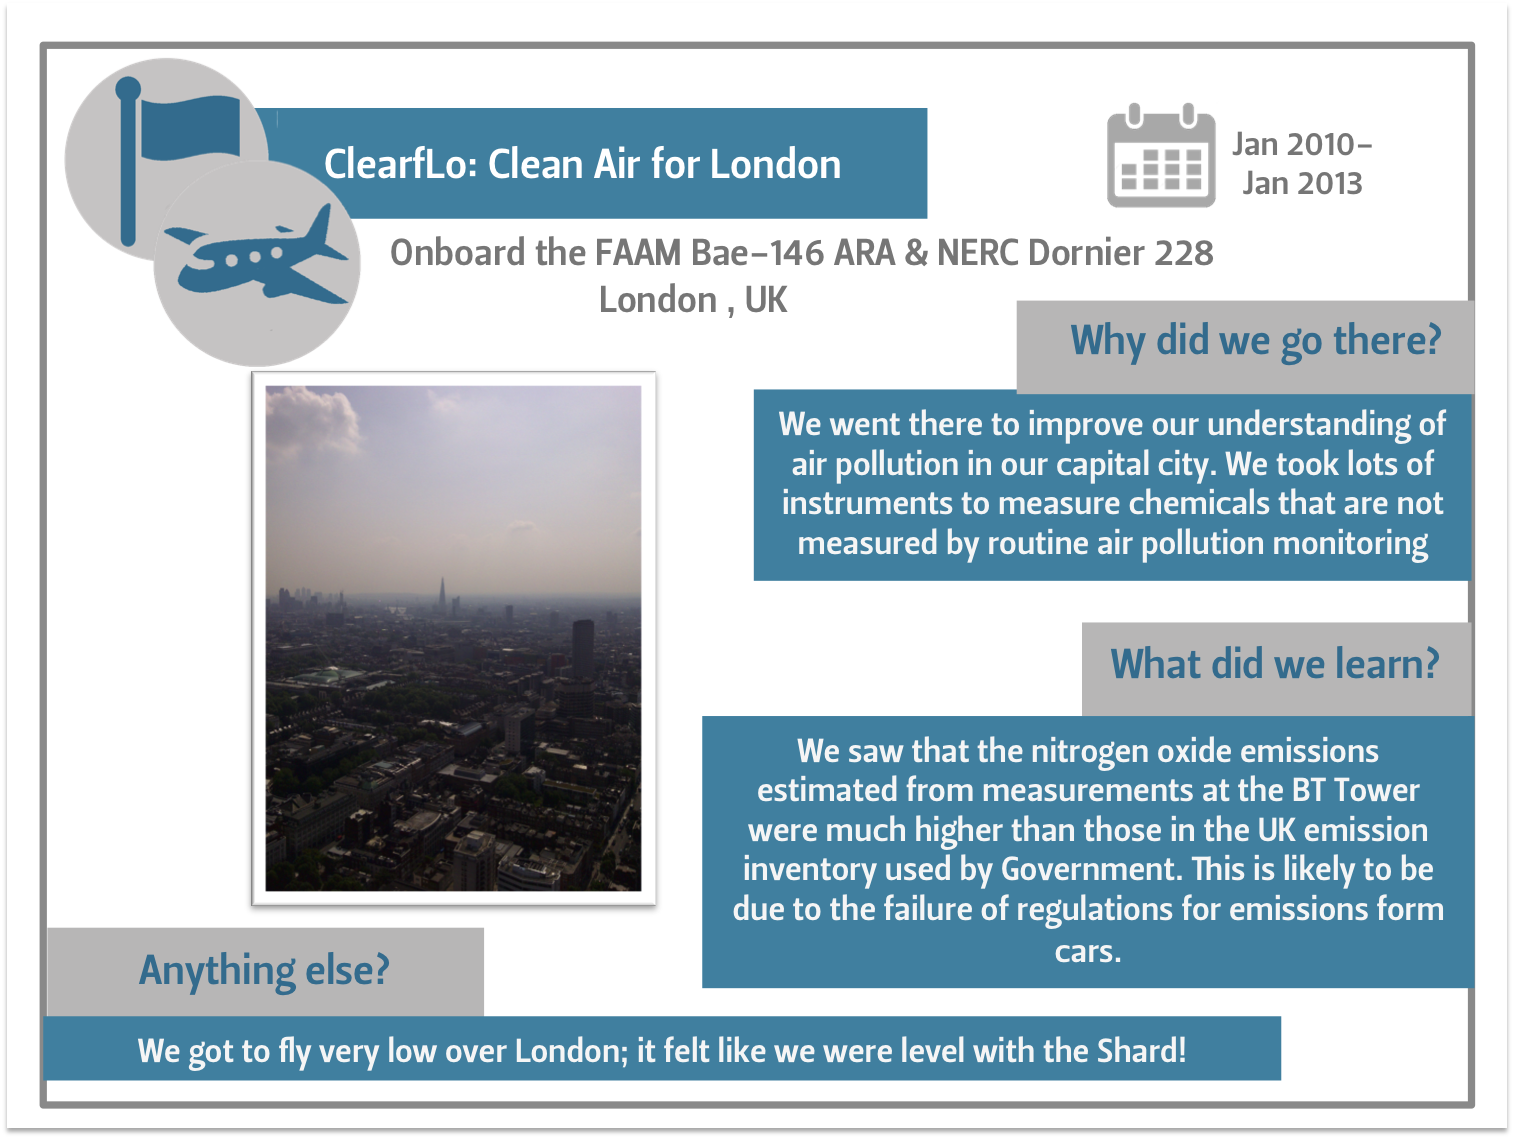 ClearfLo: Clean Air for London
Jan 2010–
Jan 2013
Onboard the FAAM Bae–146 ARA & NERC Dornier 228
London , UK
Why did we go there?
We went there to improve our understanding of
air pollution in our capital city. We took lots of
instruments to measure chemicals that are not
measured by routine air pollution monitoring
What did we learn?
We saw that the nitrogen oxide emissions
estimated from measurements at the BT Tower
were much higher than those in the UK emission
inventory used by Government. This is likely to be
due to the failure of regulations for emissions form
cars.
Anything else?
We got to fly very low over London; it felt like we were level with the Shard!